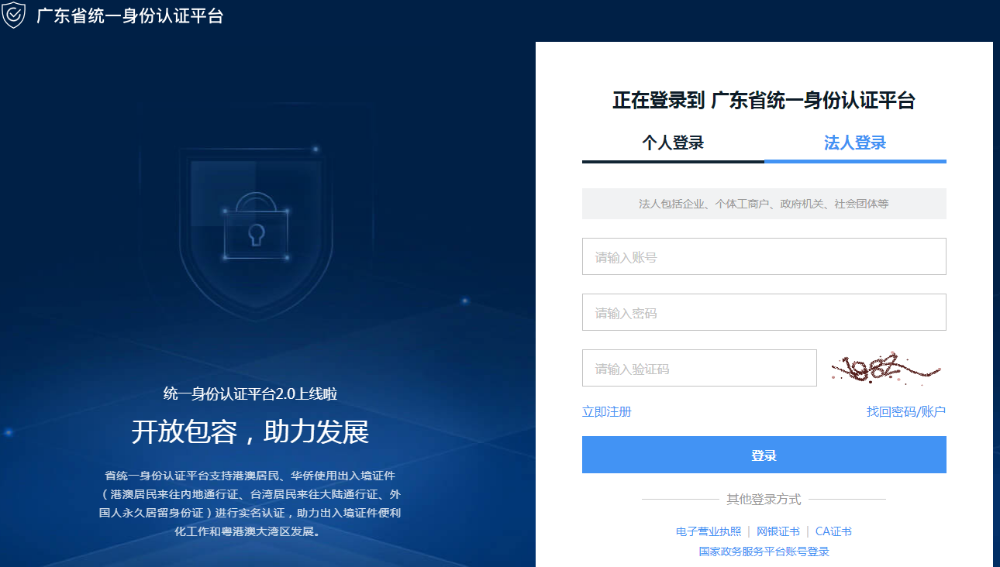 广东省统一身份认证平台
统一身份认证平台2.0上线啦
开放包容，助力发展
省统一身份认证平台支持港澳居民、华侨使用出入境证件
（港澳居民来往内地通行证、台湾居民来往大陆通行证、外
国人永久居留身份证）进行实名认证，助力出入境证件便利
化工作和粤港澳大湾区发展。
正在登录到 广东省统一身份认证平台
个人登录 法人登录
法人包括企业、个体工商户、政府机关、社会团体等
请输入账号
请输入密码
请输入验证码
立即注册 找回密码/账户
登录
其他登录方式
电子营业执照 | 网银证书 | CA证书
国家政务服务平台账号登录